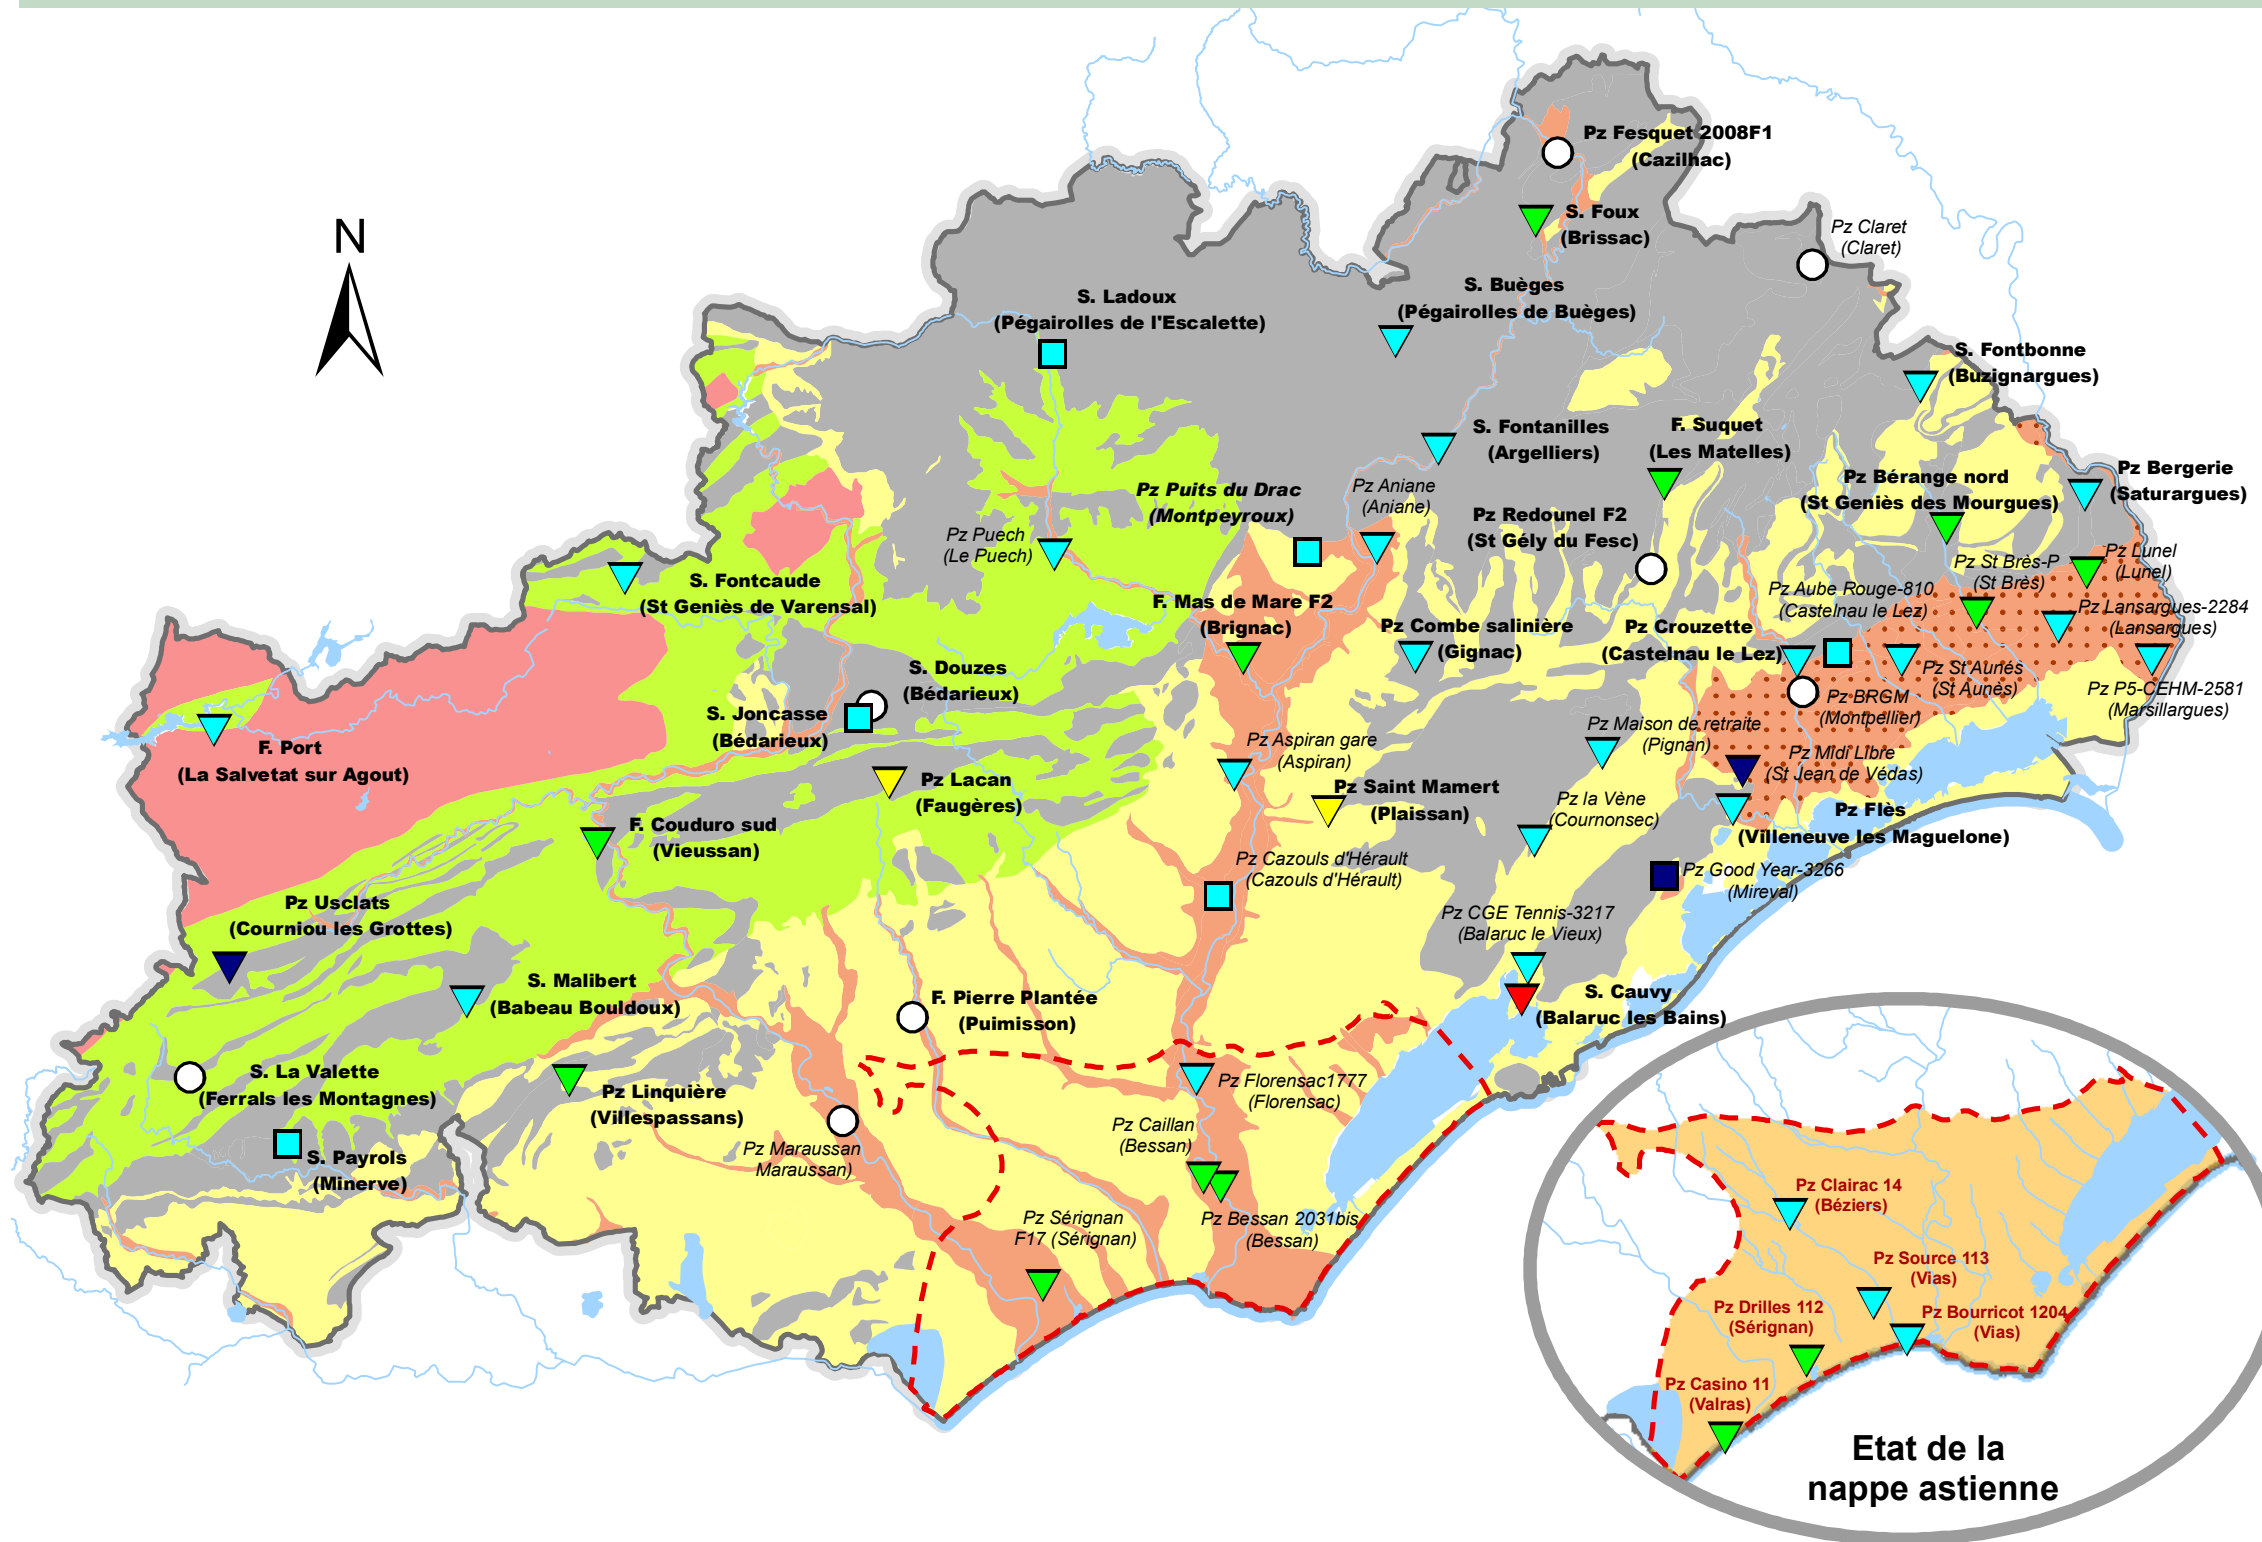 N
Pz Fesquet 2008F1
(Cazilhac)
S. Foux
(Brissac)
Pz Claret
(Claret)
S. Buèges
(Pégairolles de Buèges)
S. Ladoux
(Pégairolles de l'Escalette)
S. Fontbonne
(Buzignargues)
S. Fontanilles
(Argelliers)
F. Suquet
(Les Matelles)
Pz Bérange nord
(St Geniès des Mourgues)
Pz Bergerie
(Saturargues)
Pz Puits du Drac
(Montpeyroux)
Pz Aniane
(Aniane)
Pz Redounel F2
(St Gély du Fesc)
Pz Puech
(Le Puech)
Pz St Brès-P
(St Brès)
Pz Lunel
(Lunel)
S. Fontcaude
(St Geniès de Varensal)
F. Mas de Mare F2
(Brignac)
Pz Aube Rouge-810
(Castelnau le Lez)
Pz Lansargues-2284
(Lansargues)
Pz Combe salinière
(Gignac)
Pz Crouzette
(Castelnau le Lez)
S. Douzes
(Bédarieux)
Pz St Aunés
(St Aunès)
Pz P5-CEHM-2581
(Marsillargues)
S. Joncasse
(Bédarieux)
Pz BRGM
(Montpellier)
Pz Maison de retraite
(Pignan)
F. Port
(La Salvetat sur Agout)
Pz Aspiran gare
(Aspiran)
Pz Midi Libre
(St Jean de Védas)
Pz Lacan
(Faugères)
Pz Saint Mamert
(Plaissan)
Pz la Vène
(Cournonsec)
Pz Flès
(Villeneuve les Maguelone)
F. Couduro sud
(Vieussan)
Pz Cazouls d'Hérault
(Cazouls d'Hérault)
Pz Good Year-3266
(Mireval)
Pz Usclats
(Courniou les Grottes)
Pz CGE Tennis-3217
(Balaruc le Vieux)
S. Malibert
(Babeau Bouldoux)
S. Cauvy
(Balaruc les Bains)
F. Pierre Plantée
(Puimisson)
S. La Valette
(Ferrals les Montagnes)
Pz Linquière
(Villespassans)
Pz Florensac1777
(Florensac)
Pz Caillan
(Bessan)
Pz Maraussan
Maraussan)
S. Payrols
(Minerve)
Pz Sérignan
F17 (Sérignan)
Pz Bessan 2031bis
(Bessan)
Pz Clairac 14
(Béziers)
Pz Source 113
(Vias)
Pz Drilles 112
(Sérignan)
Pz Bourricot 1204
(Vias)
Pz Casino 11
(Valras)
Etat de la
nappe astienne